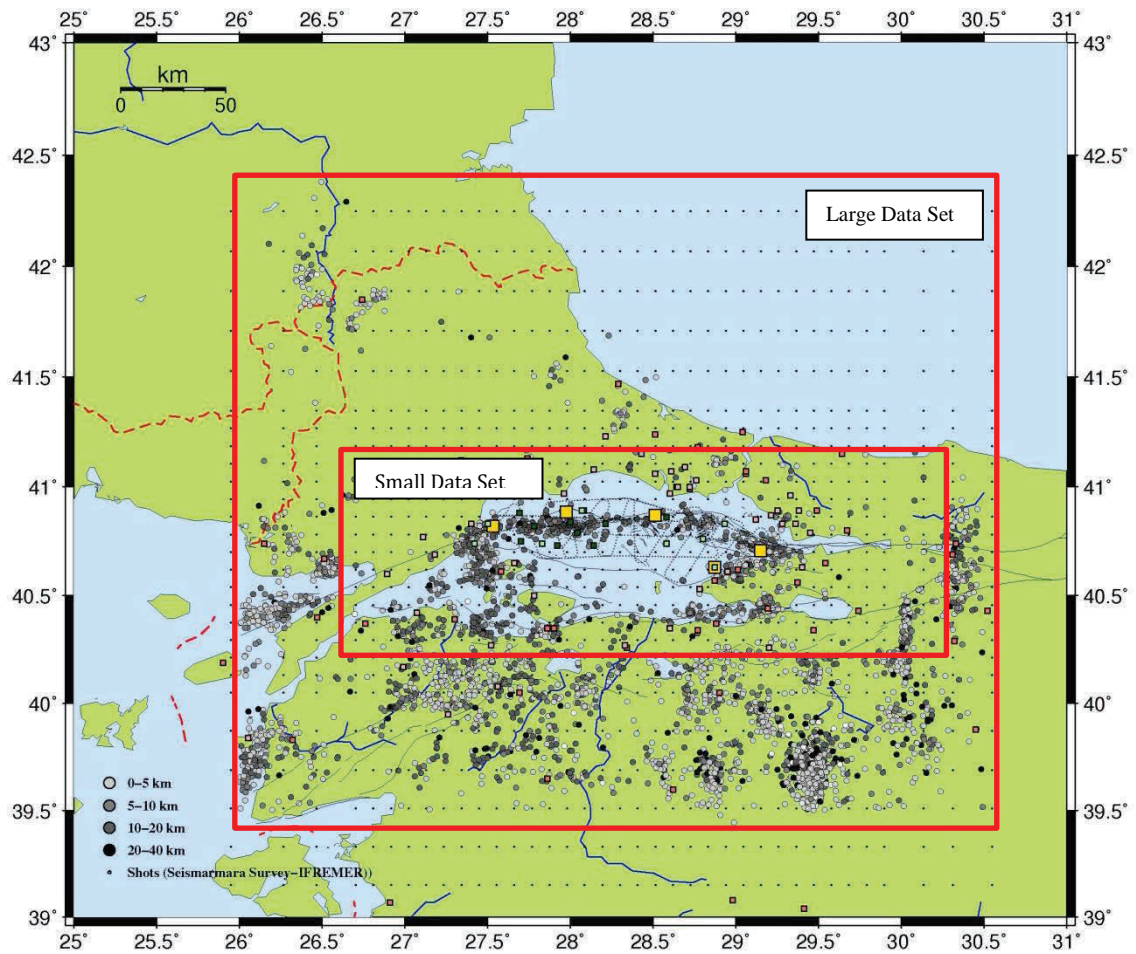 25° 25.5° 26° 26.5° 27° 27.5° 28° 28.5° 29° 29.5° 30° 30.5° 31°
43° 43°
km
0 50
42.5° 42.5°
Large Data Set
42° 42°
41.5° 41.5°
Small Data Set
41° 41°
40.5° 40.5°
40° 40°
0–5 km
5–10 km
39.5° 39.5°
10–20 km
20–40 km
Shots (Seismarmara Survey–IFREMER))
39° 39°
25° 25.5° 26° 26.5° 27° 27.5° 28° 28.5° 29° 29.5° 30° 30.5° 31°